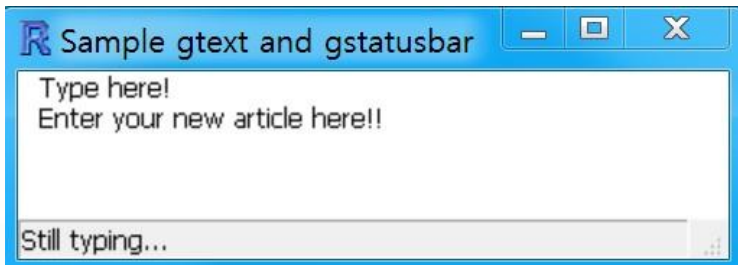 Sample gtext and gstatusbar
Type here!
Enter your new article here!!
Still typing...